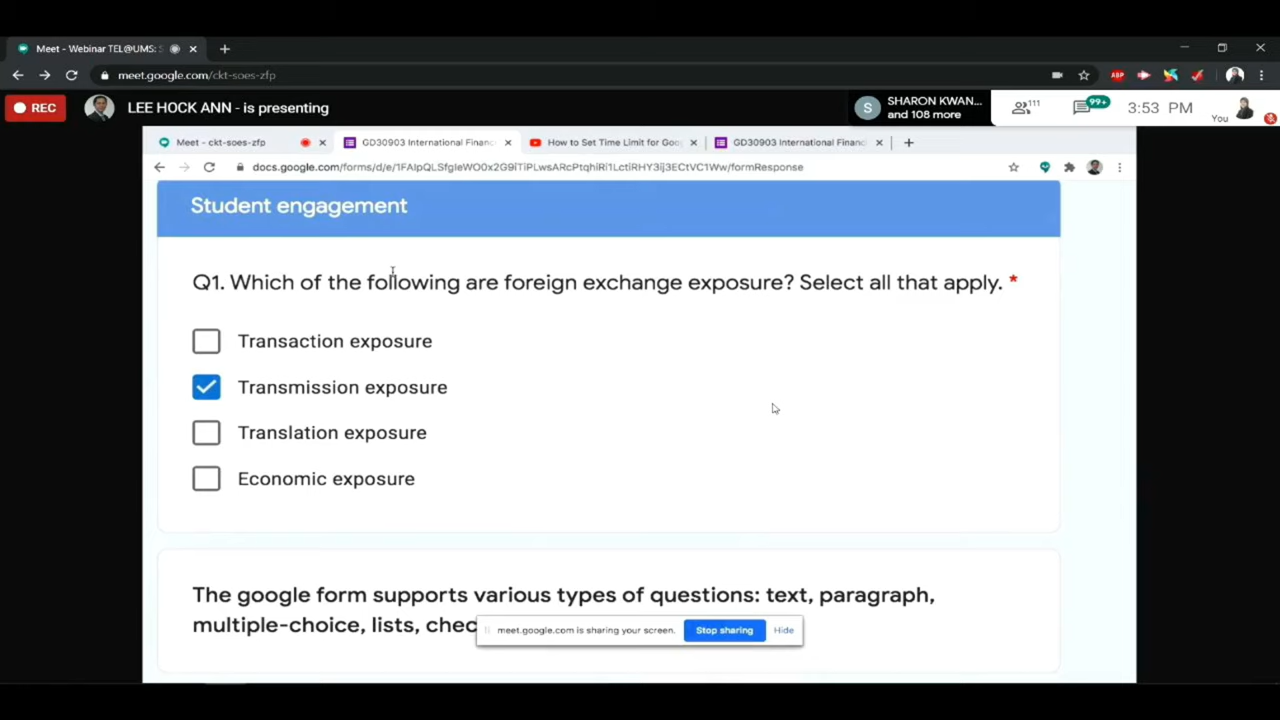 Meet - Webinar TEL@UMS: S
meet.google.com/ckt-soes-zfp
ABP
REC
LEE HOCK ANN - is presenting
S
SHARON KWAN...
and 108 more
111
99+
3:53 PM
You
Meet - ckt-soes-zfp
GD30903 International Financ
How to Set Time Limit for Goog
GD30903 International Financi
docs.google.com/forms/d/e/
/formResponse
Student engagement
Q1. Which of the following are foreign exchange exposure? Select all that apply. *
Transaction exposure
Transmission exposure
Translation exposure
Economic exposure
The google form supports various types of questions: text, paragraph,
multiple-choice, lists, chec
meet.google.com is sharing your screen.
Stop sharing
Hide